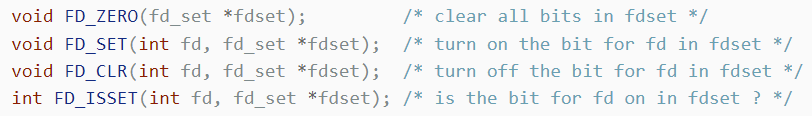 void FD_ZERO(fd_set *fdset);         /* clear all bits in fdset */
void FD_SET(int fd, fd_set *fdset);  /* turn on the bit for fd in fdset */
void FD_CLR(int fd, fd_set *fdset);  /* turn off the bit for fd in fdset */
int FD_ISSET(int fd, fd_set *fdset); /* is the bit for fd on in fdset ? */